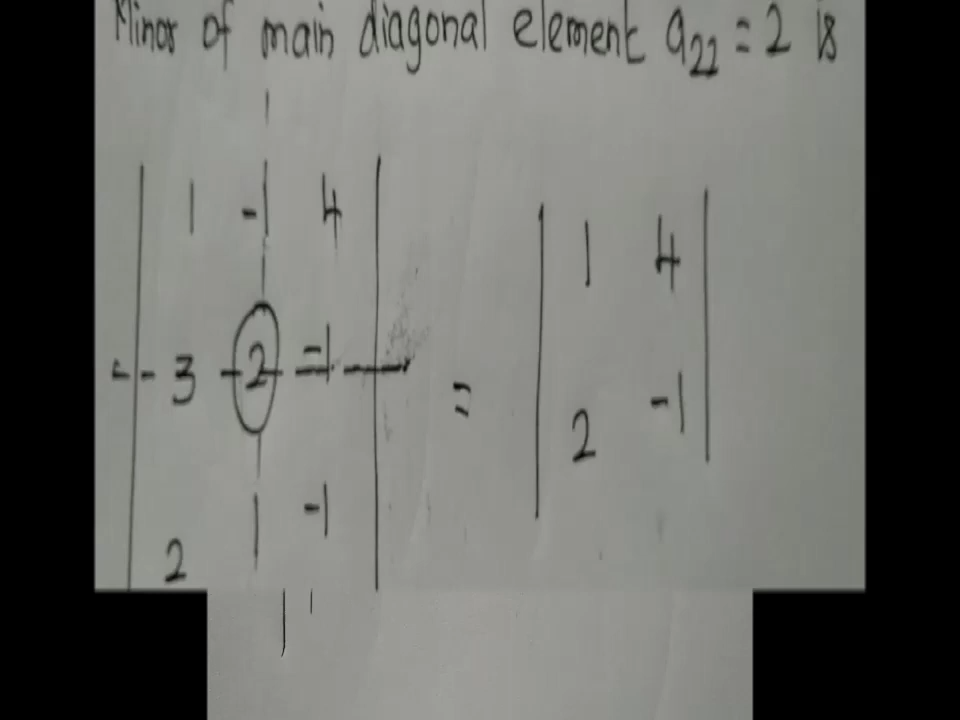 Minor of main diagonal element a₂₂ = 2 is
| 1 -1 4 |
| 3 2 -1 | = | 1 4 |
| 2 1 -1 | | 2 -1 |